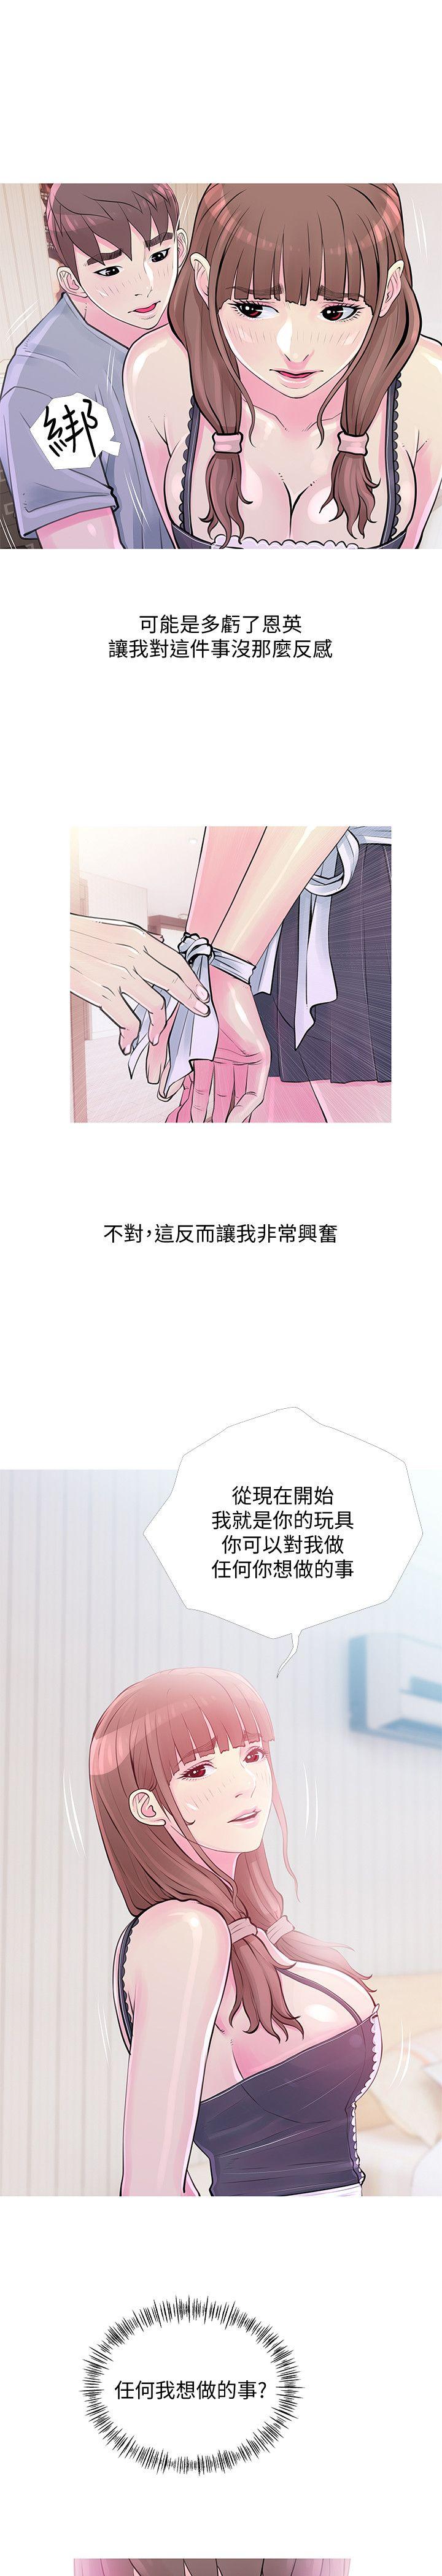 綁
可能是多虧了恩英
讓我對這件事沒那麼反感
不對，這反而讓我非常興奮
從現在開始
我就是你的玩具
你可以對我做
任何你想做的事
任何我想做的事?